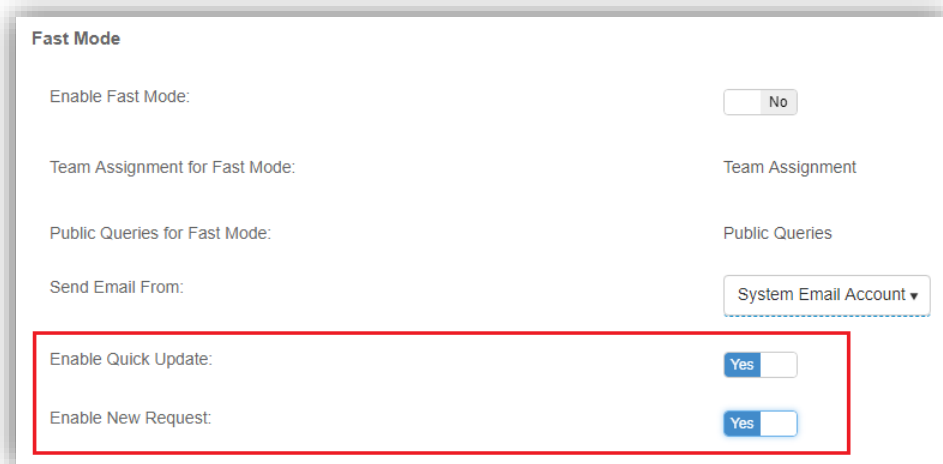 Fast Mode
Enable Fast Mode: No
Team Assignment for Fast Mode: Team Assignment
Public Queries for Fast Mode: Public Queries
Send Email From: System Email Account
Enable Quick Update: Yes
Enable New Request: Yes